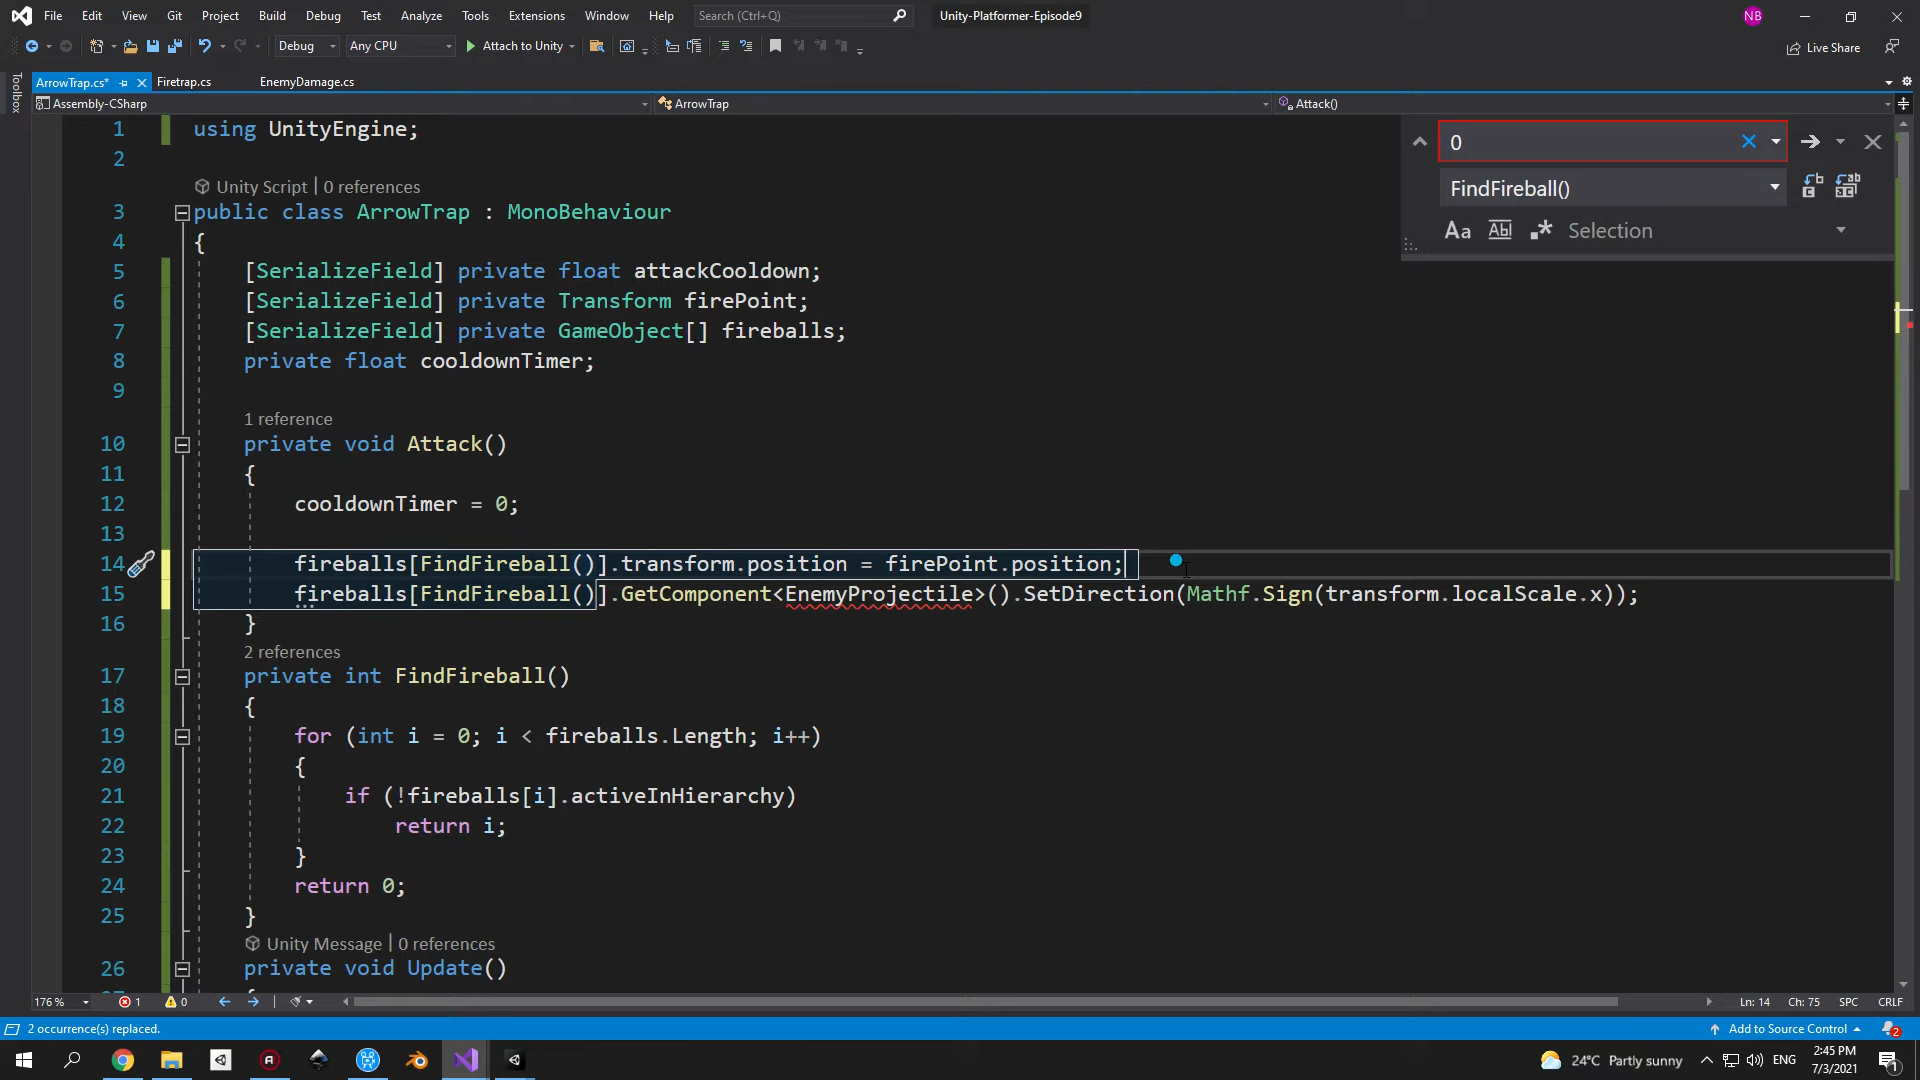 File Edit View Git Project Build Debug Test Analyze Tools Extensions Window Help Search (Ctrl+Q) Unity-Platformer-Episode9 NB
Debug Any CPU Attach to Unity Live Share
ArrowTrap.cs* Firetrap.cs EnemyDamage.cs
Toolbox
Assembly-CSharp ArrowTrap Attack()
0
FindFireball()
Aa Abl .* Selection
1 using UnityEngine;
2
Unity Script | 0 references
3 public class ArrowTrap : MonoBehaviour
4 {
5 [SerializeField] private float attackCooldown;
6 [SerializeField] private Transform firePoint;
7 [SerializeField] private GameObject[] fireballs;
8 private float cooldownTimer;
9
1 reference
10 private void Attack()
11 {
12 cooldownTimer = 0;
13
14 fireballs[FindFireball()].transform.position = firePoint.position;
15 fireballs[FindFireball()].GetComponent<EnemyProjectile>().SetDirection(Mathf.Sign(transform.localScale.x));
16 }
2 references
17 private int FindFireball()
18 {
19 for (int i = 0; i < fireballs.Length; i++)
20 {
21 if (!fireballs[i].activeInHierarchy)
22 return i;
23 }
24 return 0;
25 }
Unity Message | 0 references
26 private void Update()
176 % 1 0 Ln: 14 Ch: 75 SPC CRLF
2 occurrence(s) replaced. Add to Source Control 2
24°C Partly sunny ENG 2:45 PM 7/3/2021 1